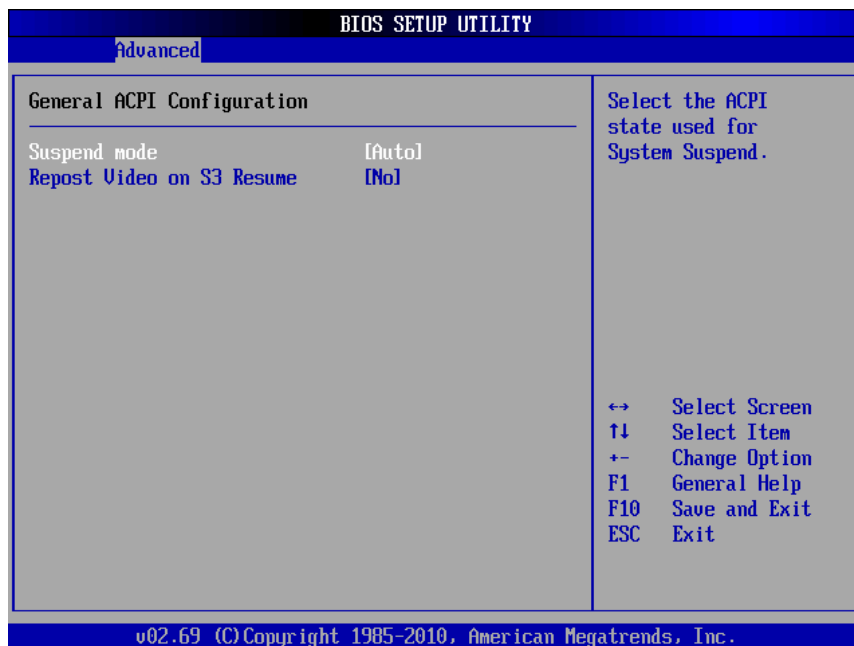 BIOS SETUP UTILITY
Advanced
General ACPI Configuration
Suspend mode [Auto]
Repost Video on S3 Resume [No]
Select the ACPI
state used for
System Suspend.
↔ Select Screen
↑↓ Select Item
+- Change Option
F1 General Help
F10 Save and Exit
ESC Exit
v02.69 (C)Copyright 1985-2010, American Megatrends, Inc.